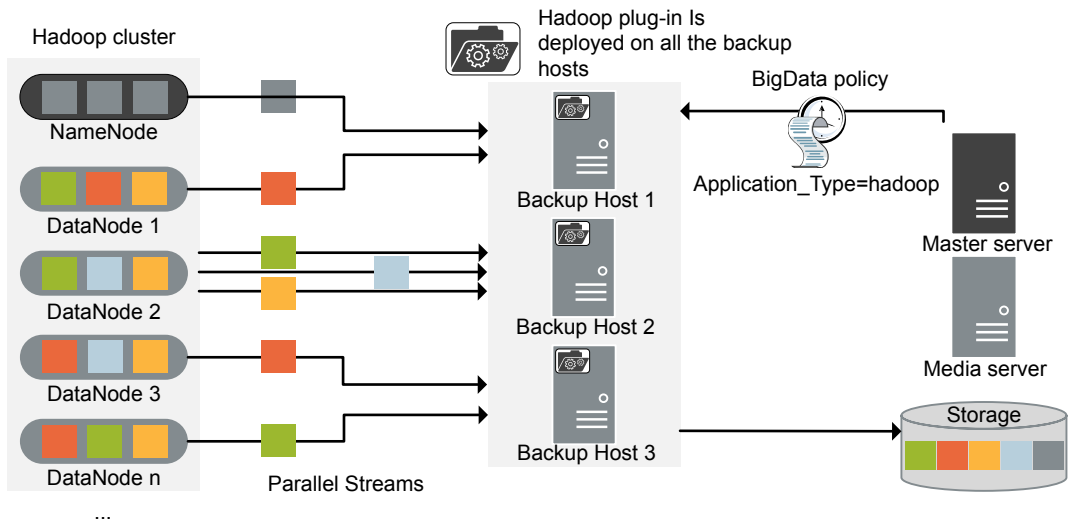 Hadoop cluster
NameNode
DataNode 1
DataNode 2
DataNode 3
DataNode n
...
Parallel Streams
Hadoop plug-in Is
deployed on all the backup
hosts
Backup Host 1
Backup Host 2
Backup Host 3
BigData policy
Application_Type=hadoop
Master server
Media server
Storage